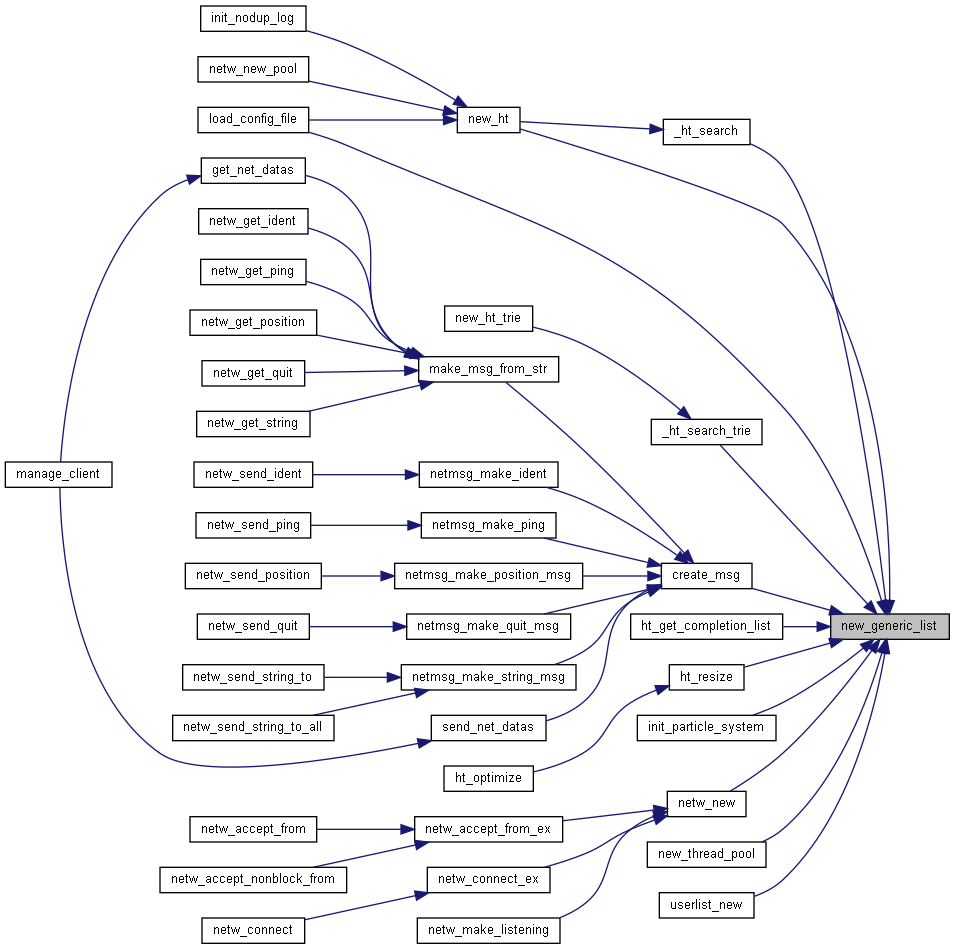 init_nodup_log
netw_new_pool
load_config_file
new_ht
_ht_search
get_net_datas
netw_get_ident
netw_get_ping
netw_get_position
new_ht_trie
netw_get_quit
make_msg_from_str
netw_get_string
_ht_search_trie
manage_client
netw_send_ident
netmsg_make_ident
netw_send_ping
netmsg_make_ping
netw_send_position
netmsg_make_position_msg
create_msg
netw_send_quit
netmsg_make_quit_msg
ht_get_completion_list
new_generic_list
netw_send_string_to
netmsg_make_string_msg
ht_resize
netw_send_string_to_all
send_net_datas
init_particle_system
ht_optimize
netw_new
netw_accept_from
netw_accept_from_ex
new_thread_pool
netw_accept_nonblock_from
netw_connect_ex
userlist_new
netw_connect
netw_make_listening